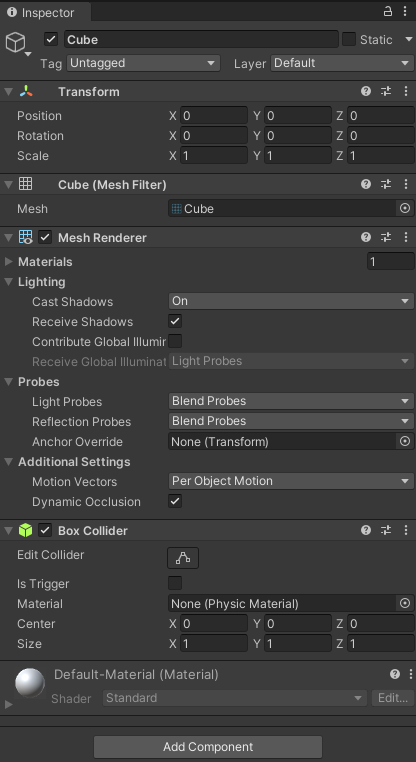 Inspector
Cube Static
Tag Untagged Layer Default
Transform
Position X 0 Y 0 Z 0
Rotation X 0 Y 0 Z 0
Scale X 1 Y 1 Z 1
Cube (Mesh Filter)
Mesh Cube
Mesh Renderer
Materials 1
Lighting
Cast Shadows On
Receive Shadows
Contribute Global Illumir
Receive Global Illuminat Light Probes
Probes
Light Probes Blend Probes
Reflection Probes Blend Probes
Anchor Override None (Transform)
Additional Settings
Motion Vectors Per Object Motion
Dynamic Occlusion
Box Collider
Edit Collider
Is Trigger
Material None (Physic Material)
Center X 0 Y 0 Z 0
Size X 1 Y 1 Z 1
Default-Material (Material)
Shader Standard Edit...
Add Component